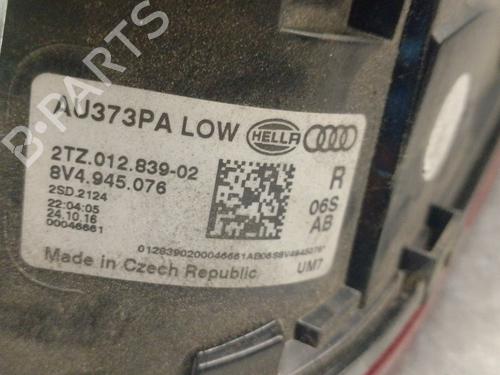 B-PARTS
AU373PA LOW HELLA
2TZ.012.839-02
8V4.945.076
2SD.2124
22:04:05
24.10.16
00046661
R
06S
AB
Made in Czech Republic
UM7